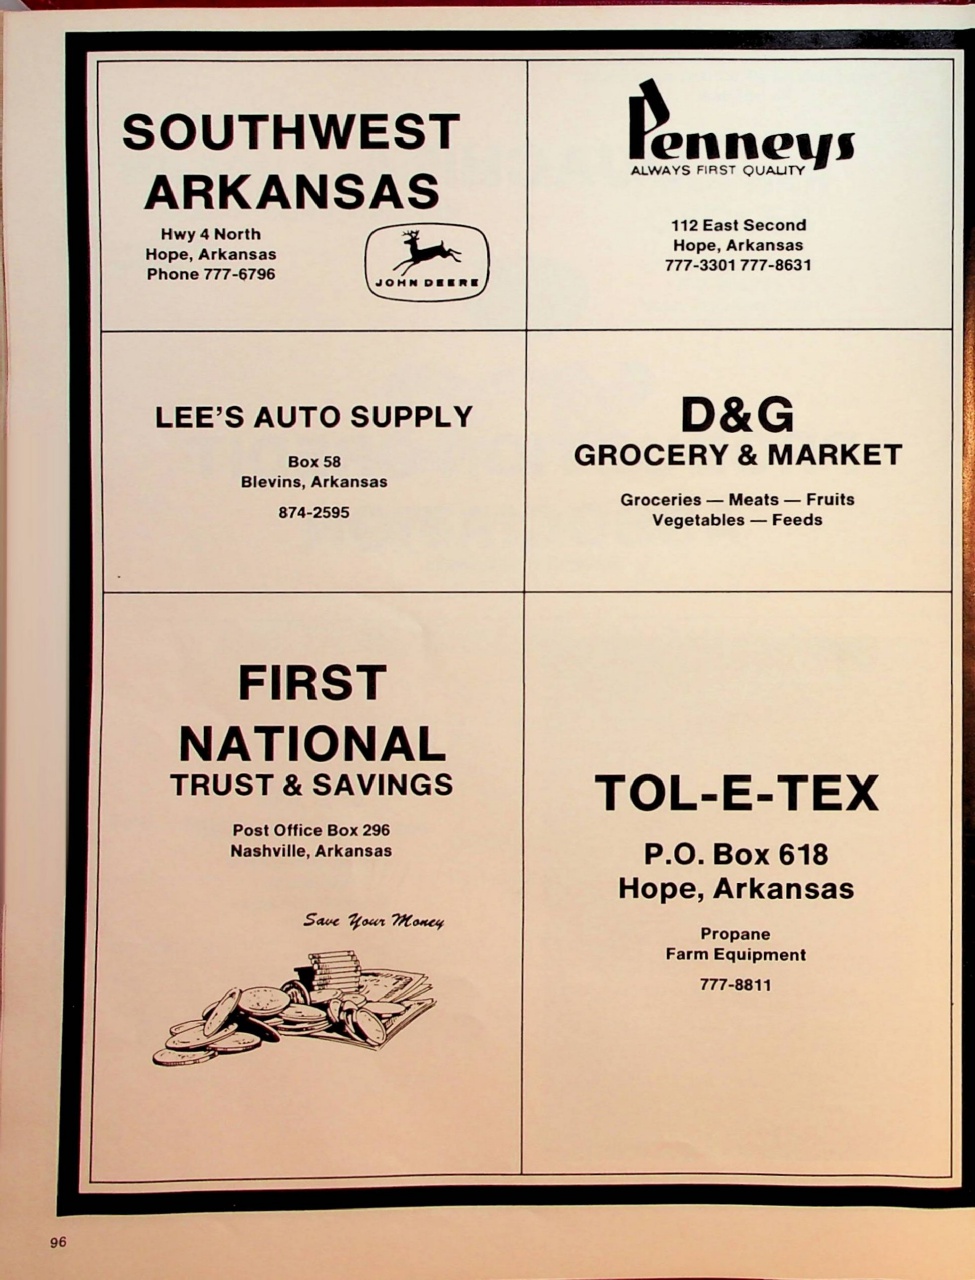 SOUTHWEST
ARKANSAS
Hwy 4 North
Hope, Arkansas
Phone 777-6796
JOHN DEERE
Penneys
ALWAYS FIRST QUALITY
112 East Second
Hope, Arkansas
777-3301 777-8631
LEE'S AUTO SUPPLY
Box 58
Blevins, Arkansas
874-2595
D&G
GROCERY & MARKET
Groceries — Meats — Fruits
Vegetables — Feeds
FIRST
NATIONAL
TRUST & SAVINGS
Post Office Box 296
Nashville, Arkansas
Save Your Money
TOL-E-TEX
P.O. Box 618
Hope, Arkansas
Propane
Farm Equipment
777-8811
96